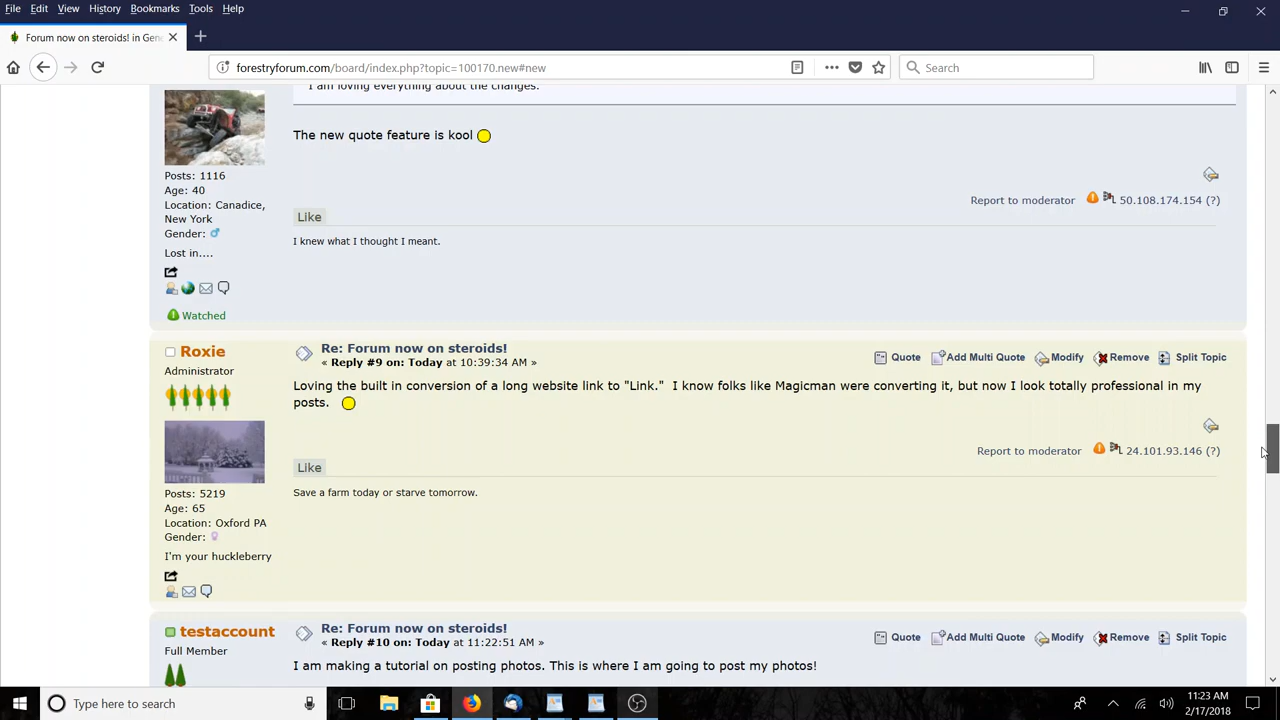 File Edit View History Bookmarks Tools Help
Forum now on steroids! in Gene
forestryforum.com/board/index.php?topic=100170.new#new
Search
I am loving everything about the changes.
The new quote feature is kool
Posts: 1116
Age: 40
Location: Canadice,
New York
Gender:
Lost in....
Watched
Report to moderator 50.108.174.154 (?)
Like
I knew what I thought I meant.
Roxie
Administrator
Posts: 5219
Age: 65
Location: Oxford PA
Gender:
I'm your huckleberry
Re: Forum now on steroids!
« Reply #9 on: Today at 10:39:34 AM »
Quote Add Multi Quote Modify Remove Split Topic
Loving the built in conversion of a long website link to "Link." I know folks like Magicman were converting it, but now I look totally professional in my
posts.
Report to moderator 24.101.93.146 (?)
Like
Save a farm today or starve tomorrow.
testaccount
Full Member
Re: Forum now on steroids!
« Reply #10 on: Today at 11:22:51 AM »
Quote Add Multi Quote Modify Remove Split Topic
I am making a tutorial on posting photos. This is where I am going to post my photos!
Type here to search
11:23 AM
2/17/2018